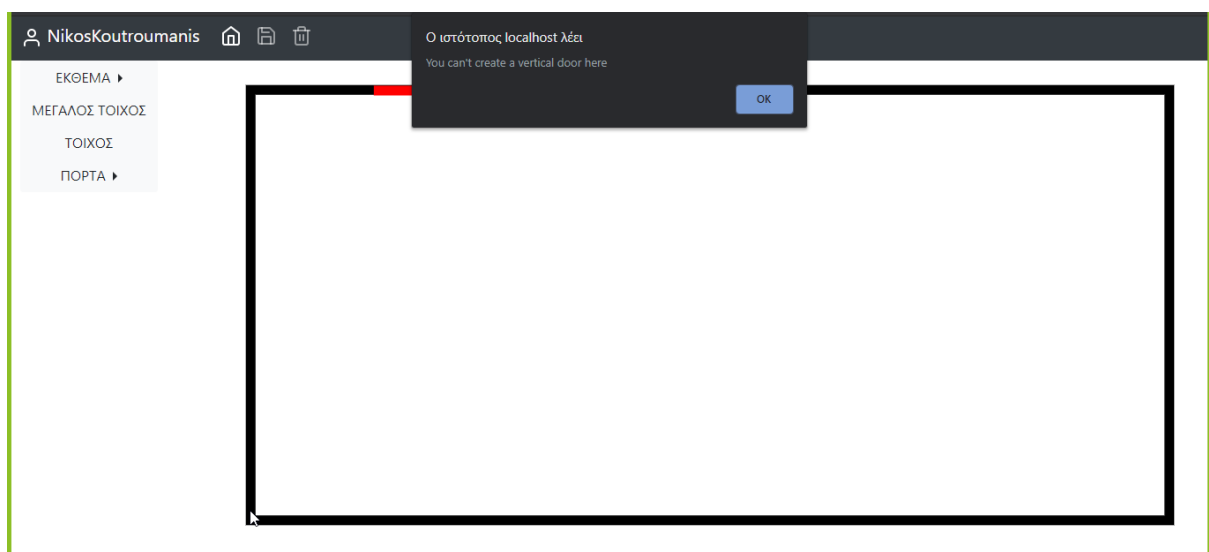 NikosKoutroumanis
Ο ιστότοπος localhost λέει
You can't create a vertical door here
OK
ΕΚΘΕΜΑ
ΜΕΓΑΛΟΣ ΤΟΙΧΟΣ
ΤΟΙΧΟΣ
ΠΟΡΤΑ